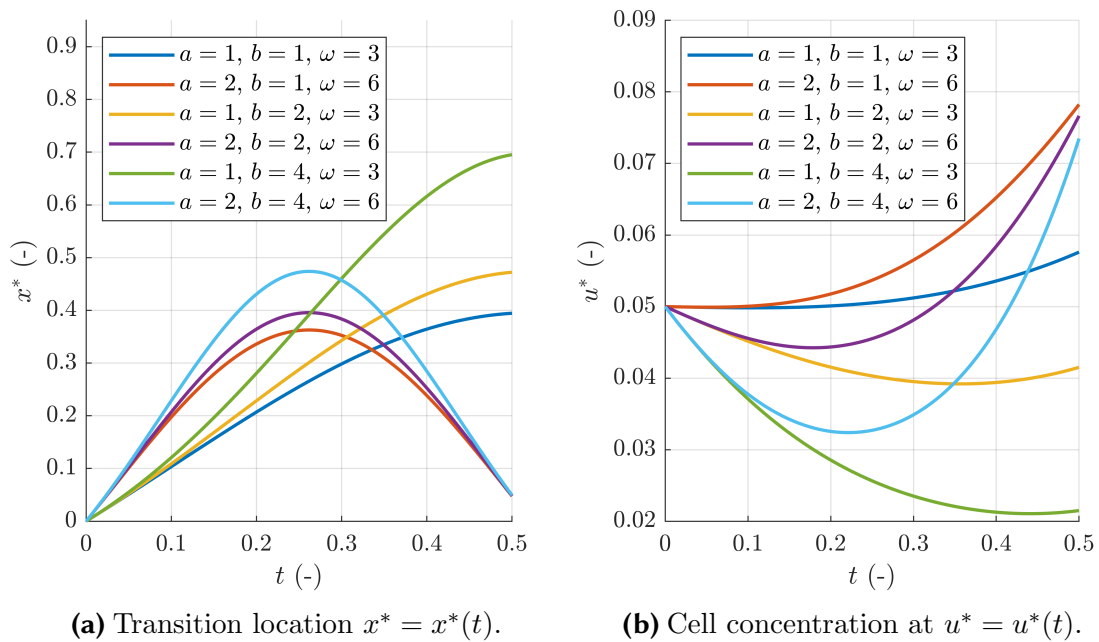 0.9
0.8
0.7
0.6
0.5
0.4
0.3
0.2
0.1
0
x* (-)
a = 1, b = 1, ω = 3
a = 2, b = 1, ω = 6
a = 1, b = 2, ω = 3
a = 2, b = 2, ω = 6
a = 1, b = 4, ω = 3
a = 2, b = 4, ω = 6
0 0.1 0.2 0.3 0.4 0.5
t (-)
(a) Transition location x* = x*(t).
0.09
0.08
0.07
0.06
0.05
0.04
0.03
0.02
u* (-)
a = 1, b = 1, ω = 3
a = 2, b = 1, ω = 6
a = 1, b = 2, ω = 3
a = 2, b = 2, ω = 6
a = 1, b = 4, ω = 3
a = 2, b = 4, ω = 6
0 0.1 0.2 0.3 0.4 0.5
t (-)
(b) Cell concentration at u* = u*(t).